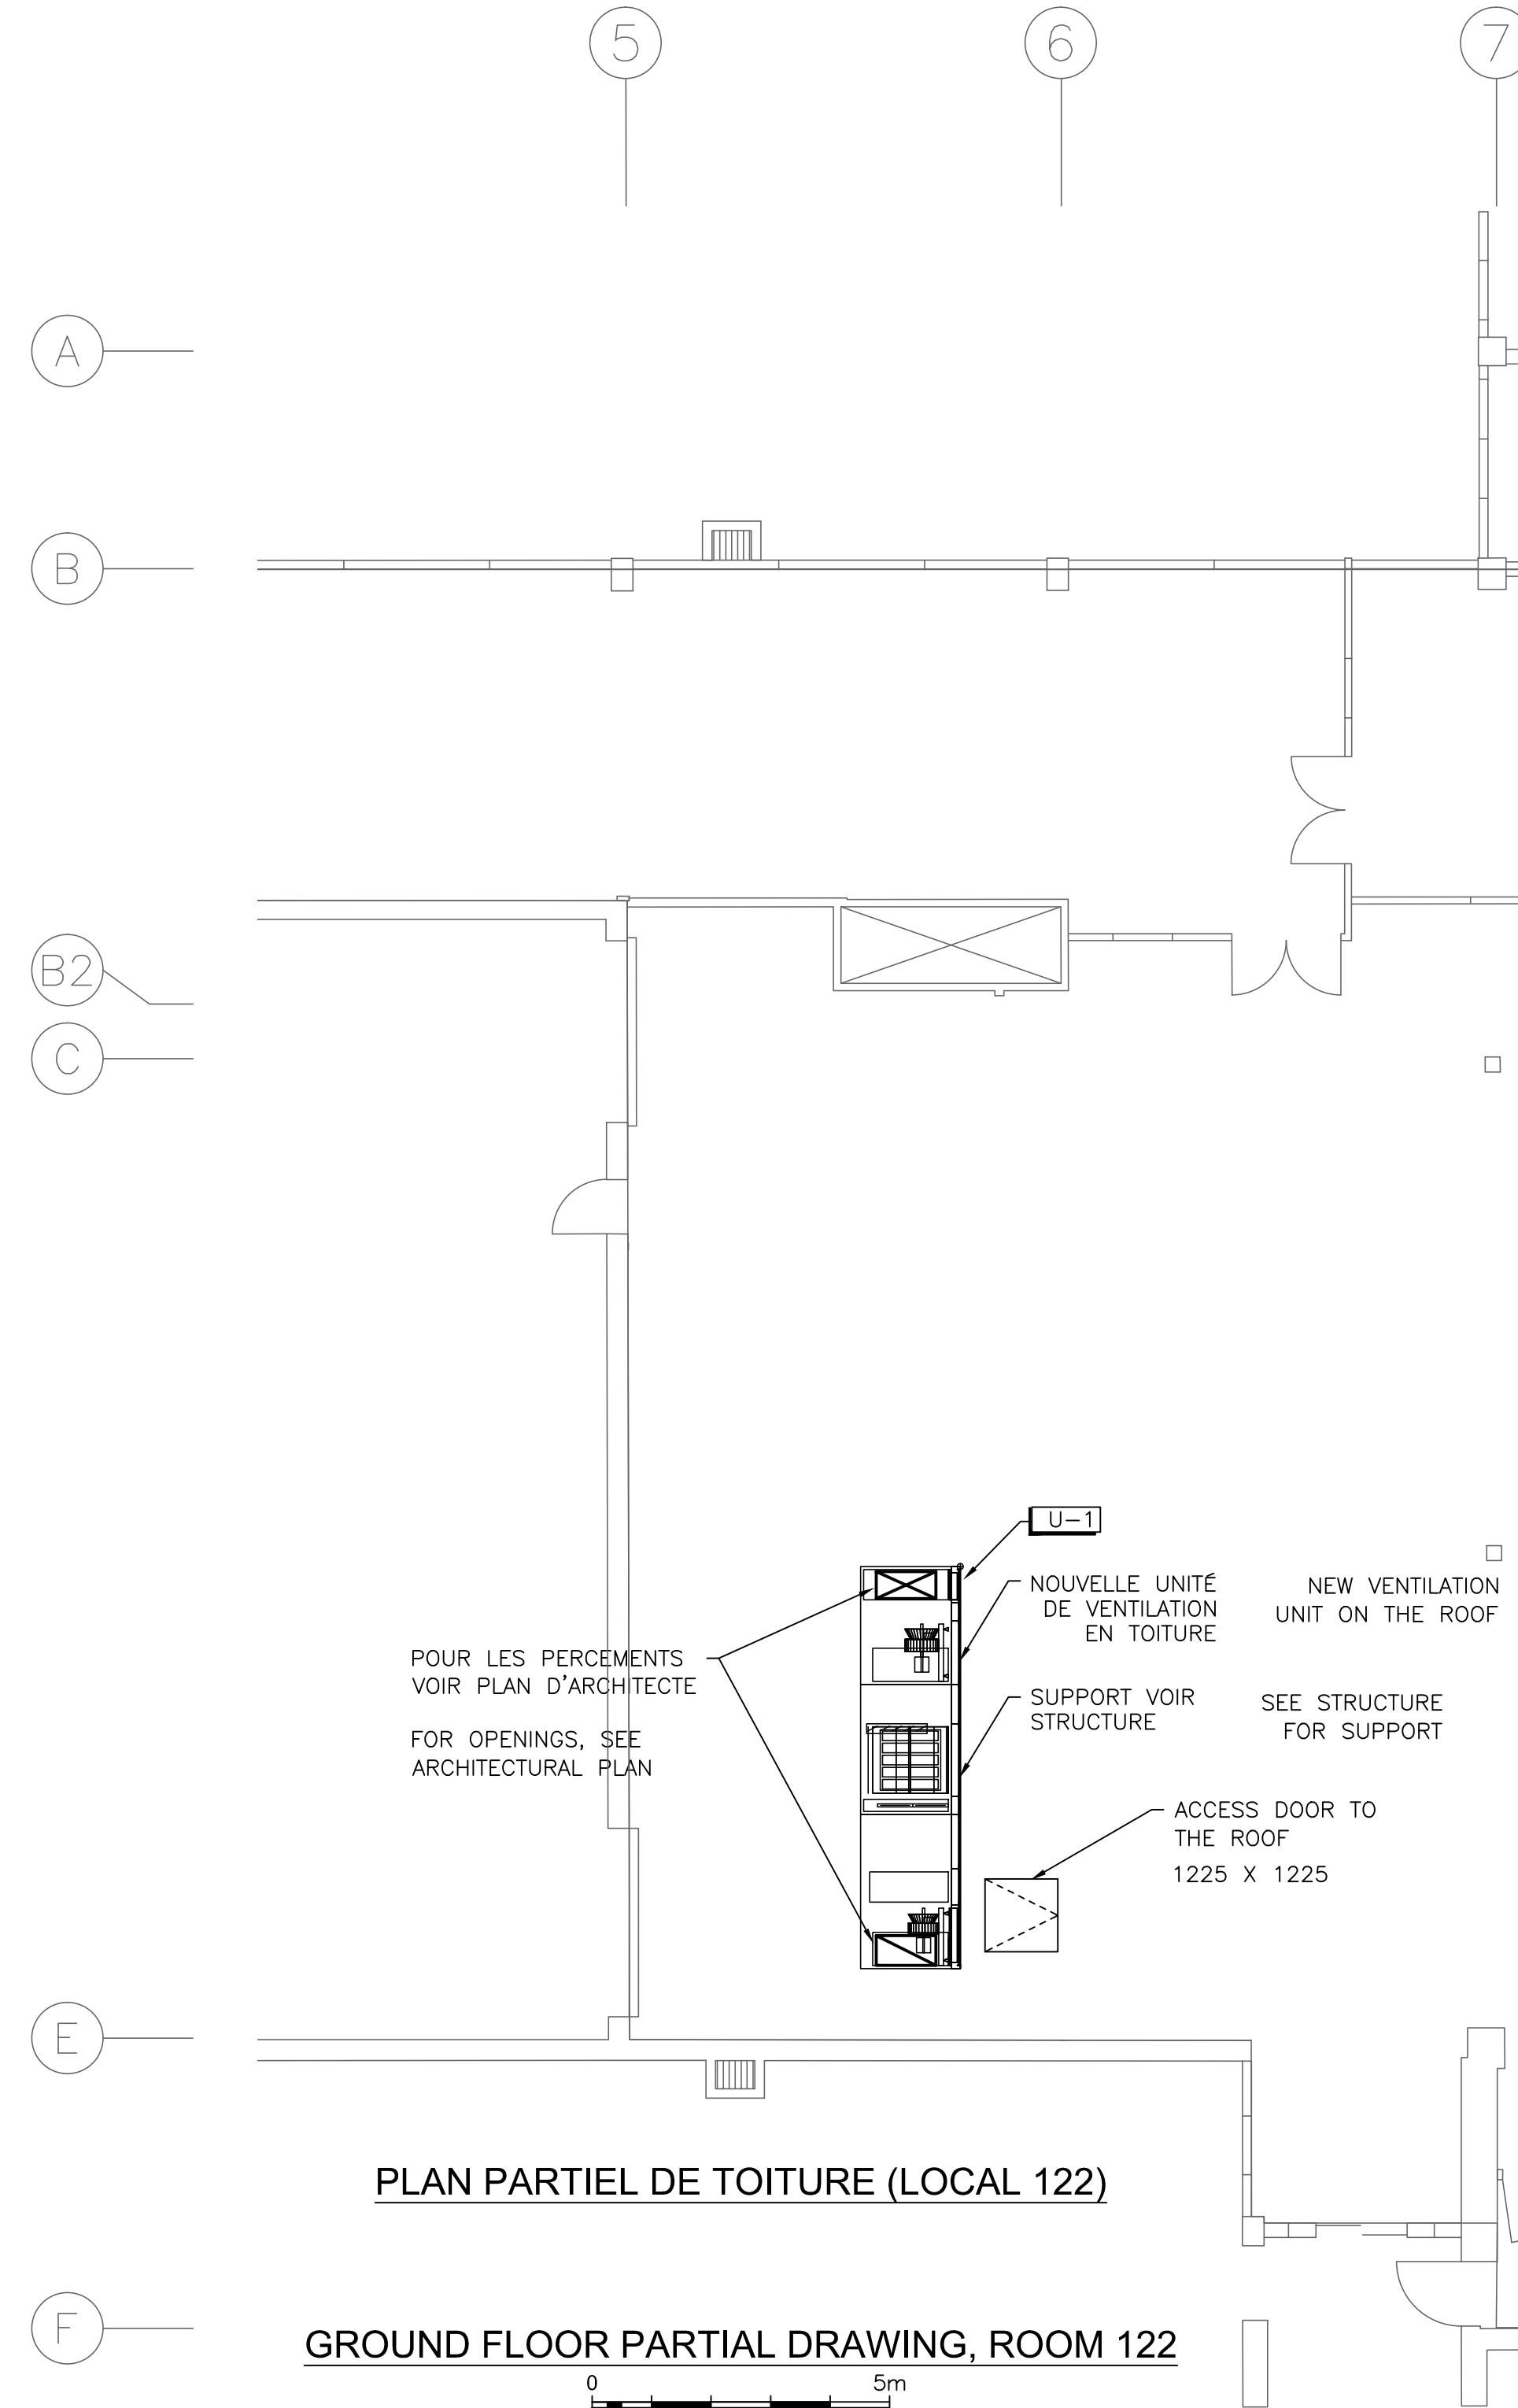 5
6
7
A
B
B2
C
U-1
NOUVELLE UNITÉ
DE VENTILATION
EN TOITURE
NEW VENTILATION
UNIT ON THE ROOF
POUR LES PERCEMENTS
VOIR PLAN D'ARCHITECTE
FOR OPENINGS, SEE
ARCHITECTURAL PLAN
SUPPORT VOIR
STRUCTURE
SEE STRUCTURE
FOR SUPPORT
ACCESS DOOR TO
THE ROOF
1225 X 1225
E
PLAN PARTIEL DE TOITURE (LOCAL 122)
F
GROUND FLOOR PARTIAL DRAWING, ROOM 122
0 5m